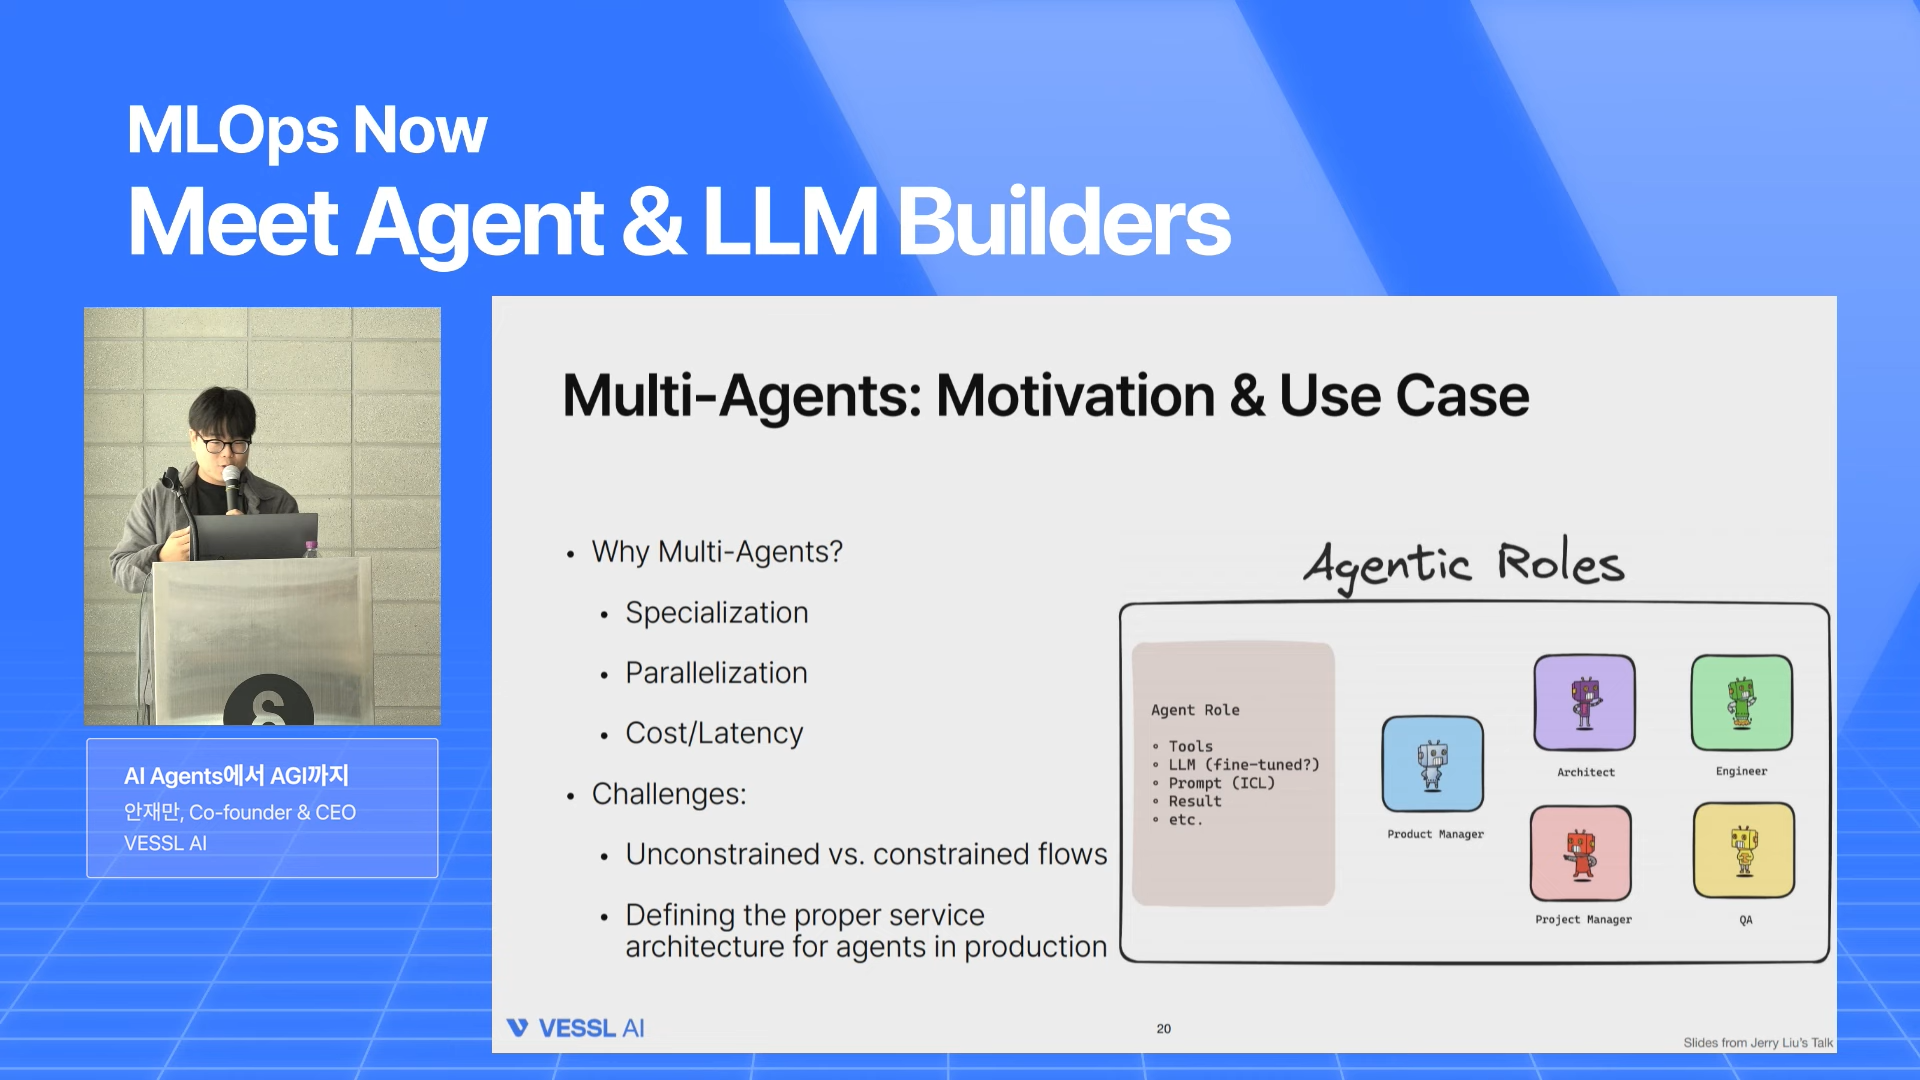 MLOps Now
Meet Agent & LLM Builders
AI Agents에서 AGI까지
안재만, Co-founder & CEO
VESSL AI
Multi-Agents: Motivation & Use Case
• Why Multi-Agents?
• Specialization
• Parallelization
• Cost/Latency
• Challenges:
• Unconstrained vs. constrained flows
• Defining the proper service
architecture for agents in production
Agentic Roles
Agent Role
∘ Tools
∘ LLM (fine-tuned?)
∘ Prompt (ICL)
∘ Result
∘ etc.
Product Manager
Architect
Engineer
Project Manager
QA
VESSL AI
20
Slides from Jerry Liu's Talk